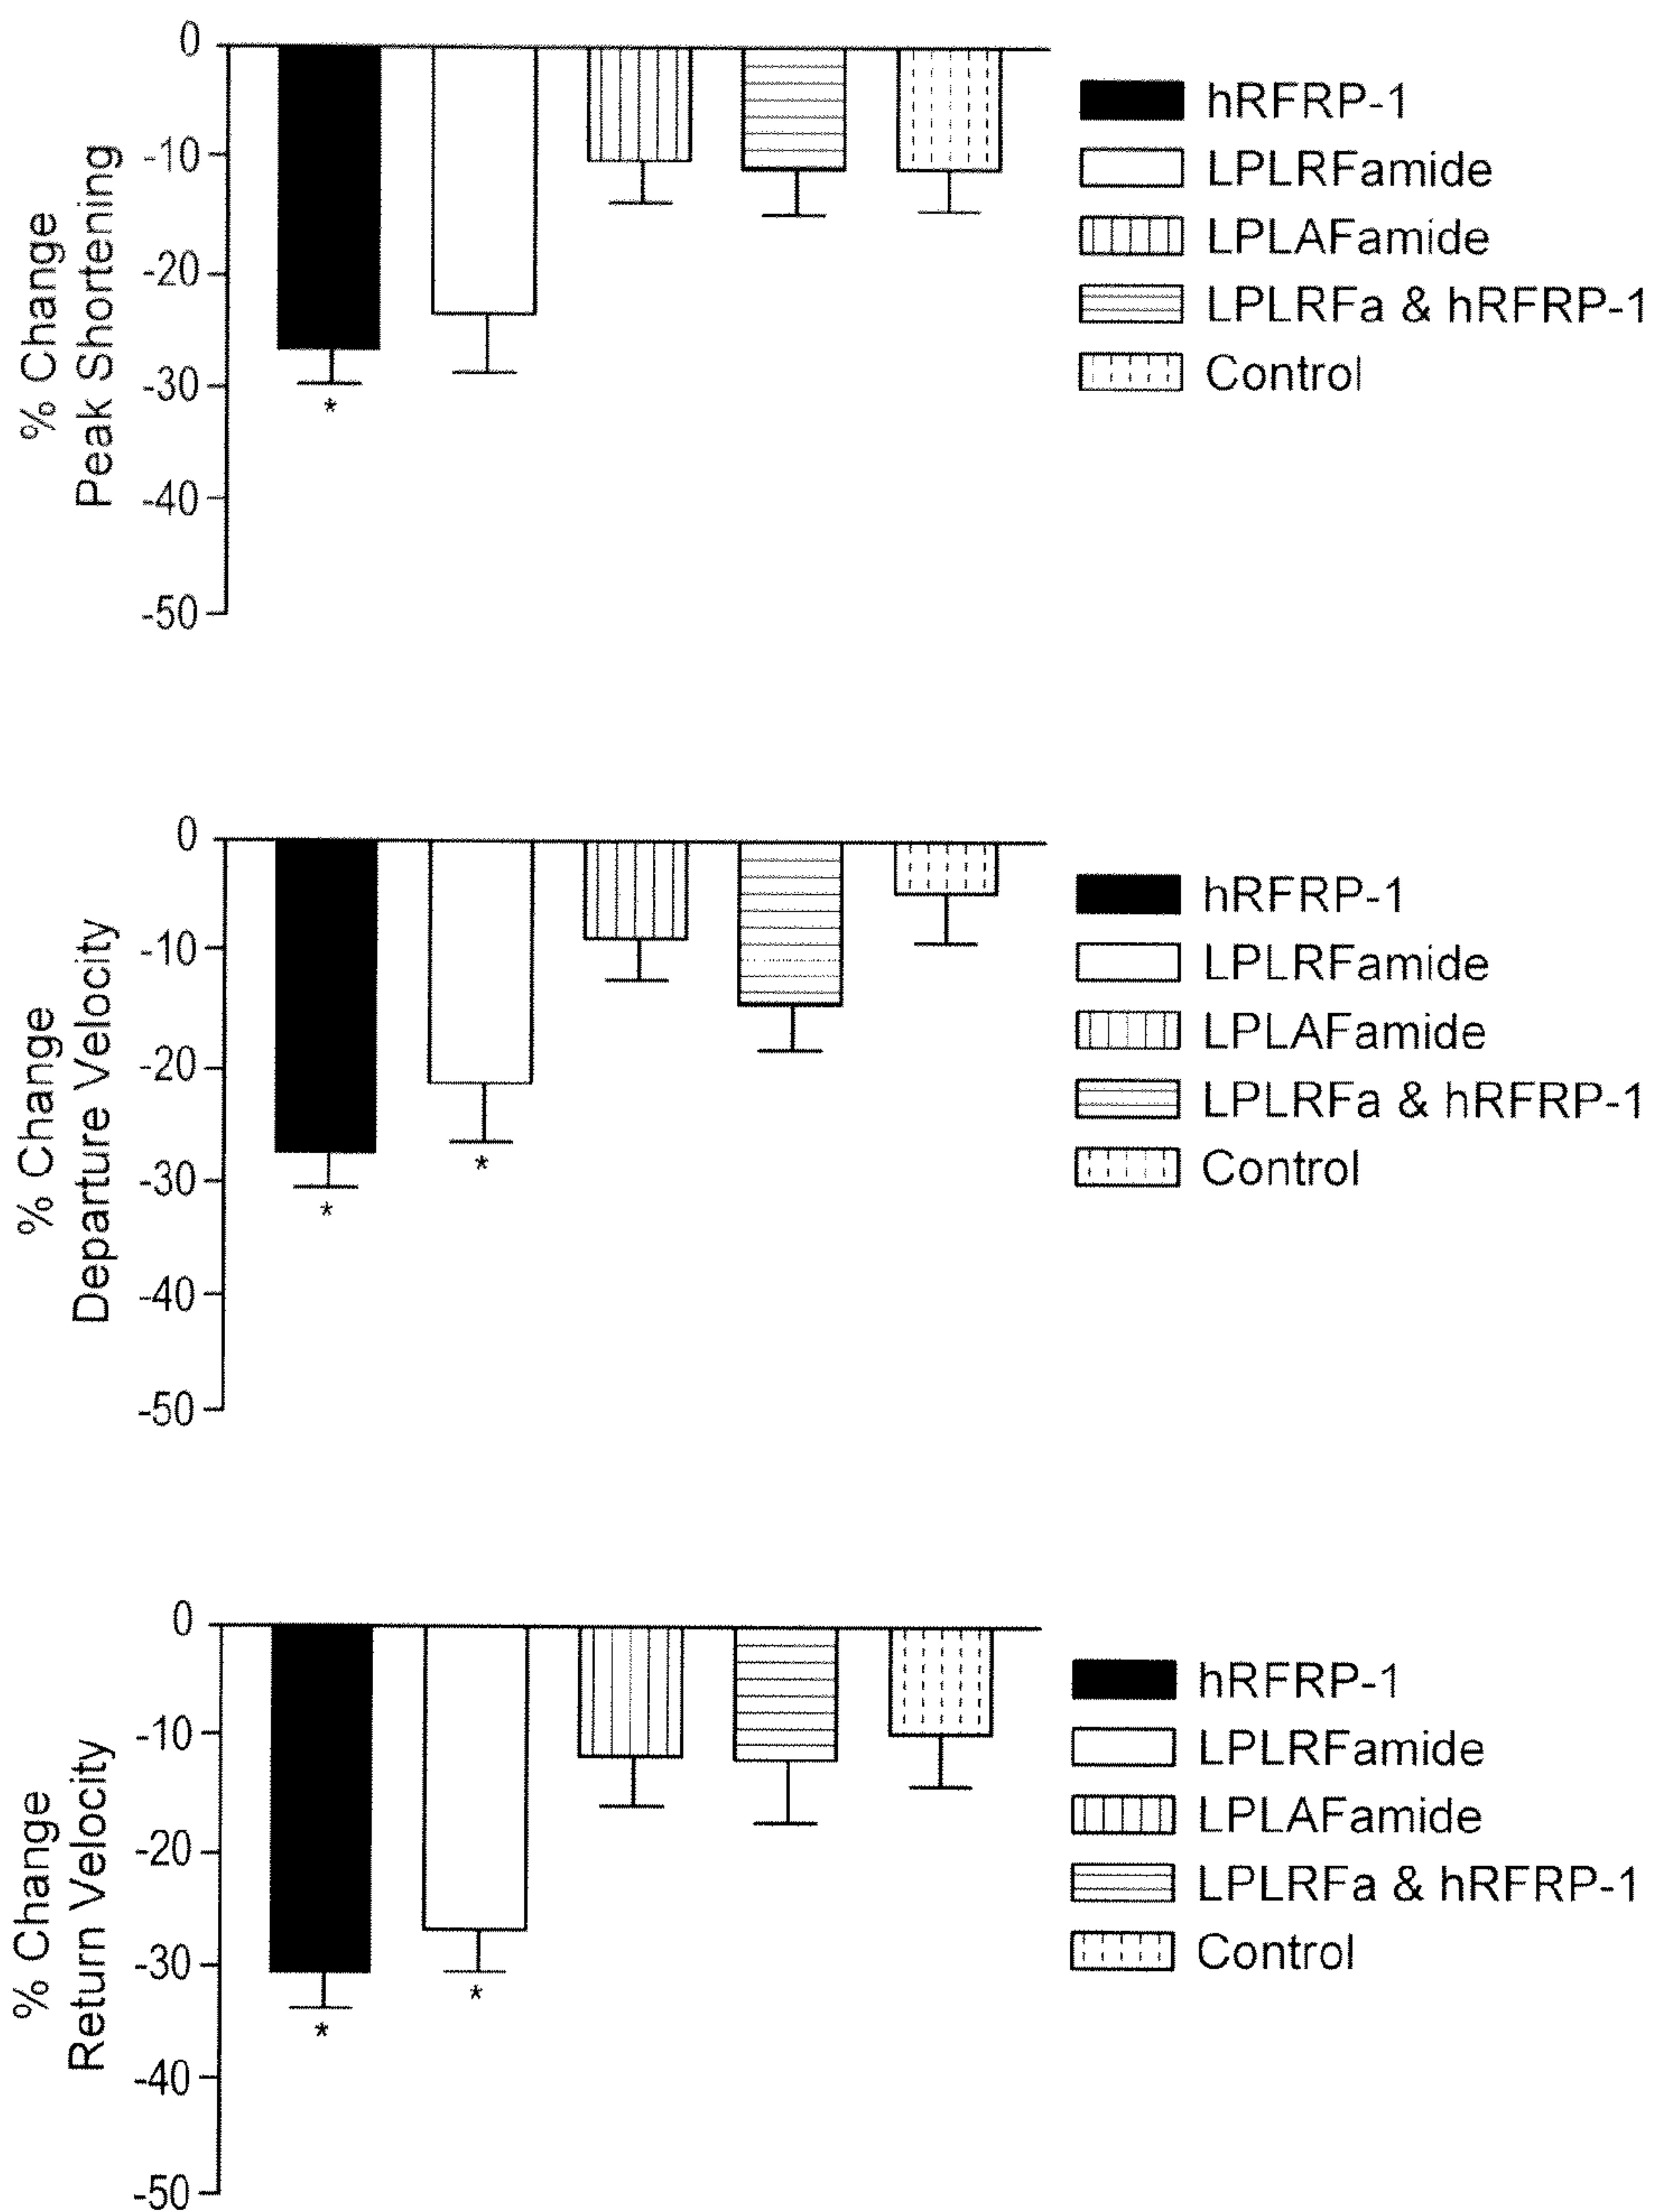 0
-10
-20
-30
-40
-50
% Change
Peak Shortening
*
hRFRP-1
LPLRFamide
LPLAFamide
LPLRFa & hRFRP-1
Control
0
-10
-20
-30
-40
-50
% Change
Departure Velocity
*
*
hRFRP-1
LPLRFamide
LPLAFamide
LPLRFa & hRFRP-1
Control
0
-10
-20
-30
-40
-50
% Change
Return Velocity
*
*
hRFRP-1
LPLRFamide
LPLAFamide
LPLRFa & hRFRP-1
Control